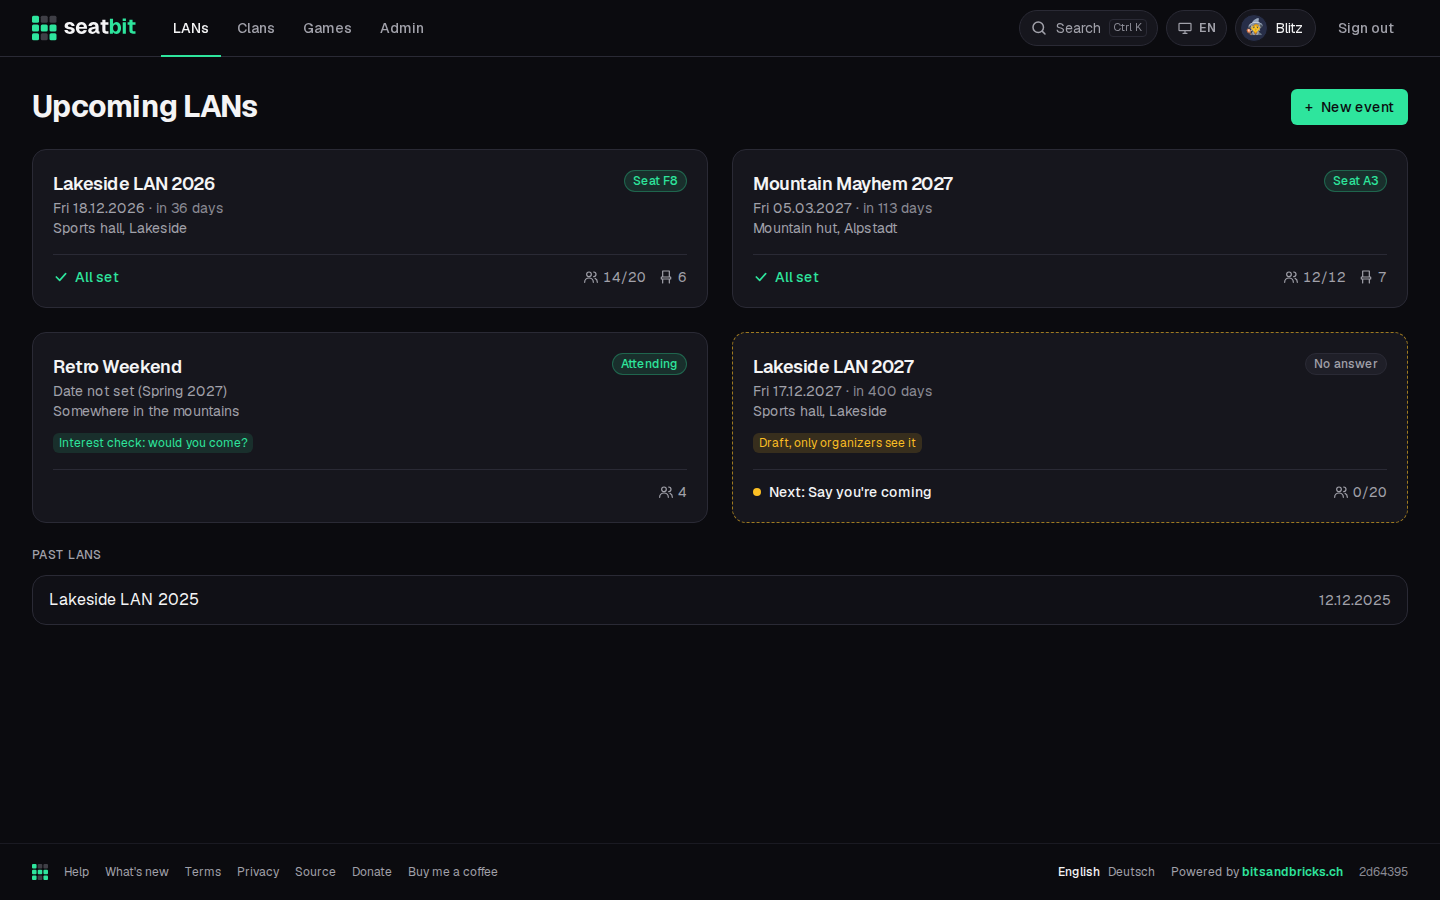 seatbit
LANs
Clans
Games
Admin
Search
Ctrl K
EN
Blitz
Sign out
Upcoming LANs
+ New event
Lakeside LAN 2026
Seat F8
Fri 18.12.2026 · in 36 days
Sports hall, Lakeside
All set
14/20
6
Mountain Mayhem 2027
Seat A3
Fri 05.03.2027 · in 113 days
Mountain hut, Alpstadt
All set
12/12
7
Retro Weekend
Attending
Date not set (Spring 2027)
Somewhere in the mountains
Interest check: would you come?
4
Lakeside LAN 2027
No answer
Fri 17.12.2027 · in 400 days
Sports hall, Lakeside
Draft, only organizers see it
Next: Say you're coming
0/20
PAST LANS
Lakeside LAN 2025
12.12.2025
Help
What's new
Terms
Privacy
Source
Donate
Buy me a coffee
English
Deutsch
Powered by bitsandbricks.ch
2d64395